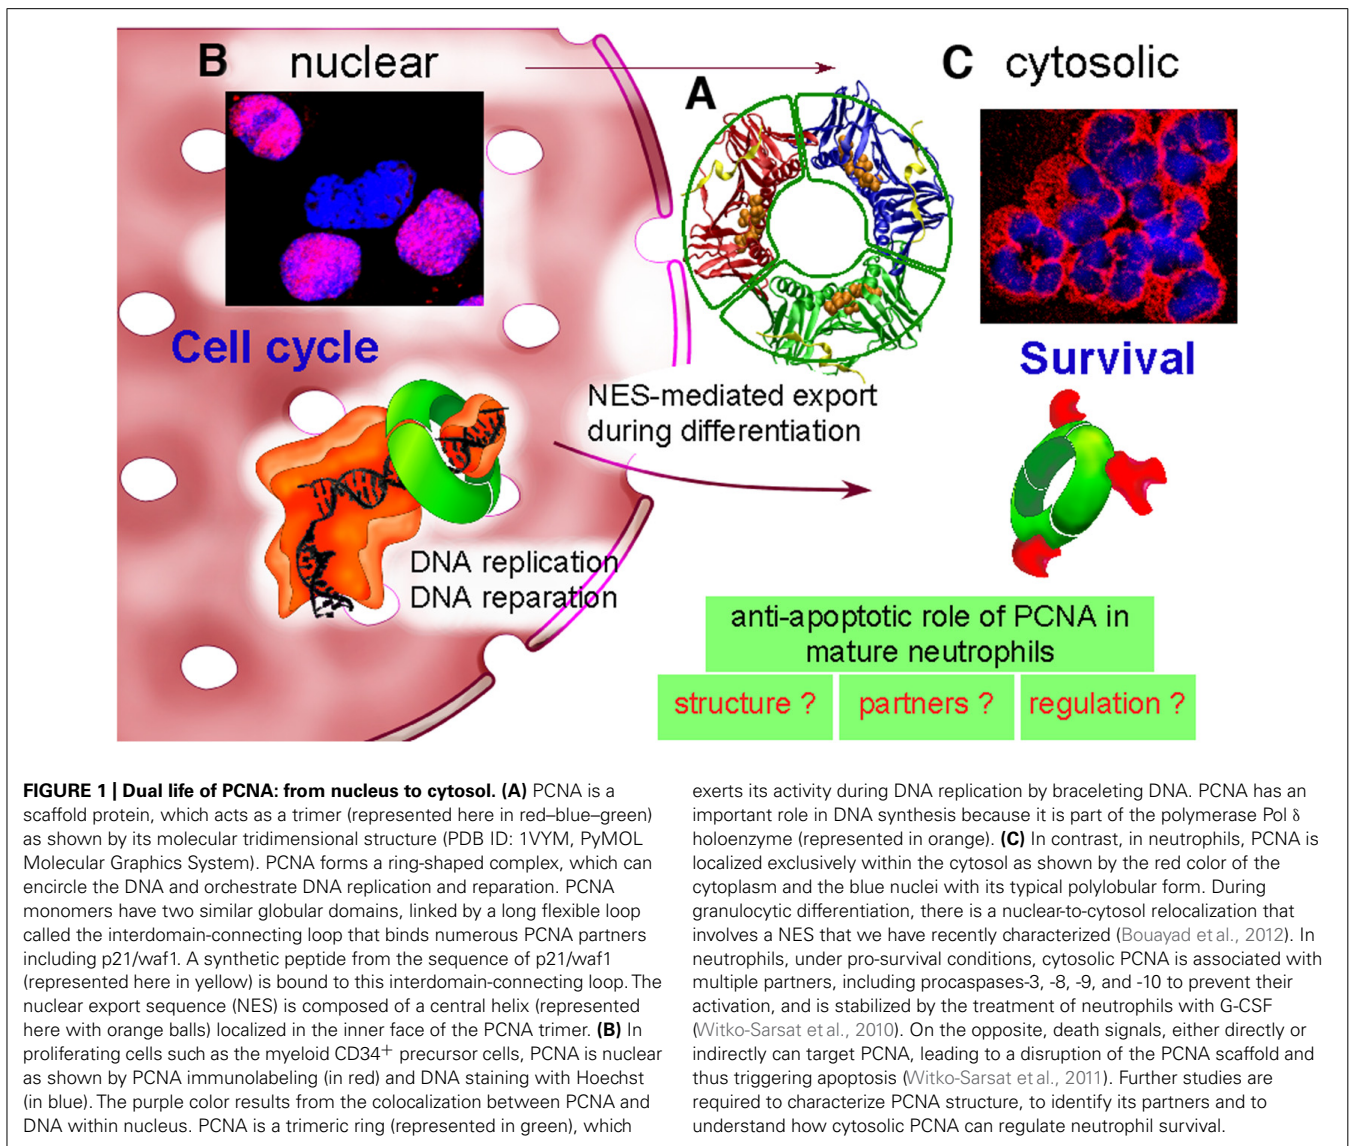 B nuclear
A
C cytosolic
Cell cycle
Survival
NES-mediated export
during differentiation
DNA replication
DNA reparation
anti-apoptotic role of PCNA in
mature neutrophils
structure ?
partners ?
regulation ?
FIGURE 1 | Dual life of PCNA: from nucleus to cytosol. (A) PCNA is a
scaffold protein, which acts as a trimer (represented here in red–blue–green)
as shown by its molecular tridimensional structure (PDB ID: 1VYM, PyMOL
Molecular Graphics System). PCNA forms a ring-shaped complex, which can
encircle the DNA and orchestrate DNA replication and reparation. PCNA
monomers have two similar globular domains, linked by a long flexible loop
called the interdomain-connecting loop that binds numerous PCNA partners
including p21/waf1. A synthetic peptide from the sequence of p21/waf1
(represented here in yellow) is bound to this interdomain-connecting loop. The
nuclear export sequence (NES) is composed of a central helix (represented
here with orange balls) localized in the inner face of the PCNA trimer. (B) In
proliferating cells such as the myeloid CD34+ precursor cells, PCNA is nuclear
as shown by PCNA immunolabeling (in red) and DNA staining with Hoechst
(in blue). The purple color results from the colocalization between PCNA and
DNA within nucleus. PCNA is a trimeric ring (represented in green), which
exerts its activity during DNA replication by braceleting DNA. PCNA has an
important role in DNA synthesis because it is part of the polymerase Pol δ
holoenzyme (represented in orange). (C) In contrast, in neutrophils, PCNA is
localized exclusively within the cytosol as shown by the red color of the
cytoplasm and the blue nuclei with its typical polylobular form. During
granulocytic differentiation, there is a nuclear-to-cytosol relocalization that
involves a NES that we have recently characterized (Bouayad et al., 2012). In
neutrophils, under pro-survival conditions, cytosolic PCNA is associated with
multiple partners, including procaspases-3, -8, -9, and -10 to prevent their
activation, and is stabilized by the treatment of neutrophils with G-CSF
(Witko-Sarsat et al., 2010). On the opposite, death signals, either directly or
indirectly can target PCNA, leading to a disruption of the PCNA scaffold and
thus triggering apoptosis (Witko-Sarsat et al., 2011). Further studies are
required to characterize PCNA structure, to identify its partners and to
understand how cytosolic PCNA can regulate neutrophil survival.